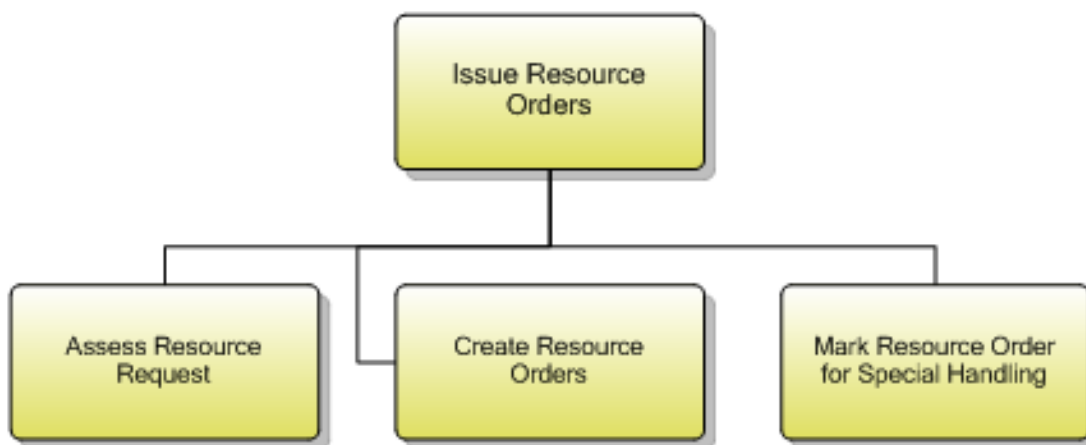 Issue Resource
Orders
Assess Resource
Request
Create Resource
Orders
Mark Resource Order
for Special Handling